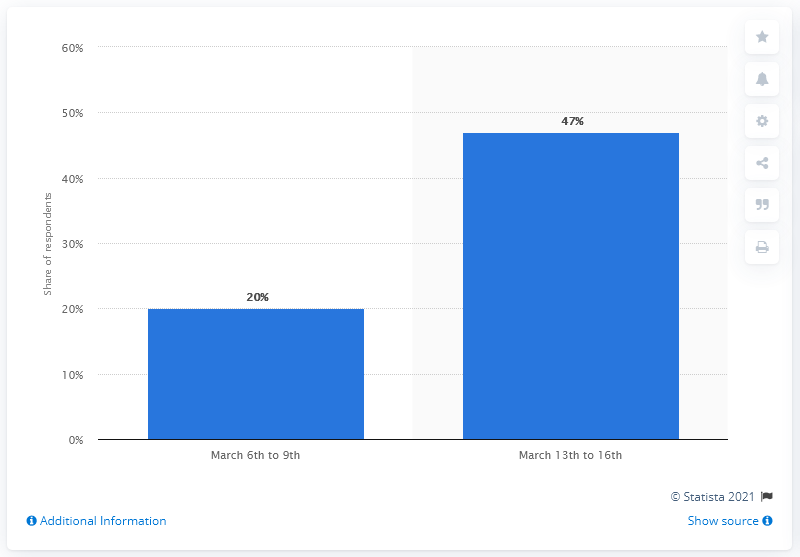 60%
50%
40%
30%
20%
10%
0%
Share of respondents
20%
47%
March 6th to 9th
March 13th to 16th
© Statista 2021
Additional Information
Show source